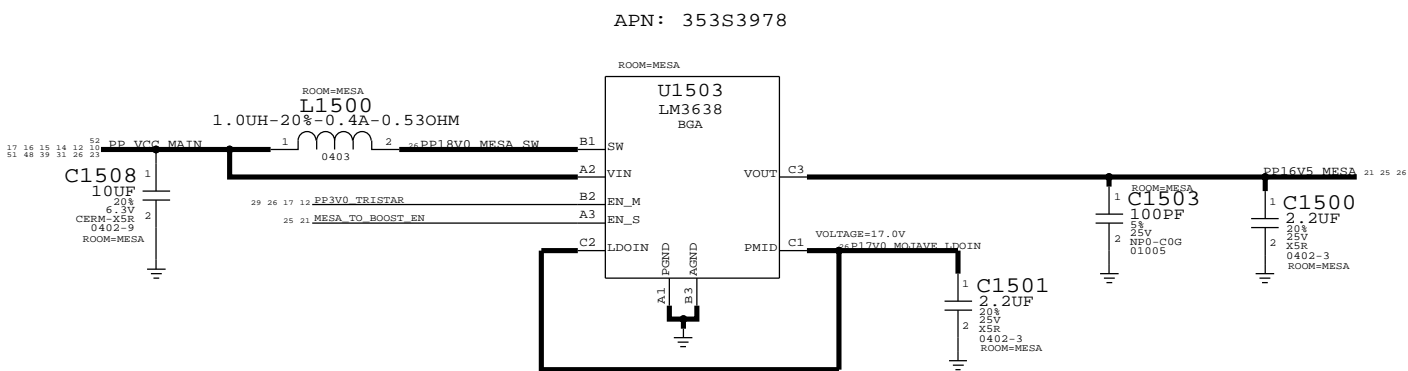 APN: 353S3978
ROOM=MESA
U1503
LM3638
BGA
ROOM=MESA
L1500
1.0UH-20%-0.4A-0.53OHM
1
2
0403
52
17 16 15 14 12 10
51 48 39 31 26 23
PP_VCC_MAIN
26 PP18V0_MESA_SW
B1
SW
A2
VIN
B2
EN_M
A3
EN_S
C2
LDOIN
29 26 17 12 PP3V0_TRISTAR
25 21 MESA_TO_BOOST_EN
C1508
10UF
20%
6.3V
CERM-X5R
0402-9
ROOM=MESA
1
2
PGND
AGND
A1
B3
VOUT
C3
PMID
C1
PP16V5_MESA 21 25 26
VOLTAGE=17.0V
26 P17V0_MOJAVE_LDOIN
1
2
C1501
2.2UF
20%
25V
X5R
0402-3
ROOM=MESA
ROOM=MESA
1
2
C1503
100PF
5%
25V
NP0-C0G
01005
1
2
C1500
2.2UF
20%
25V
X5R
0402-3
ROOM=MESA